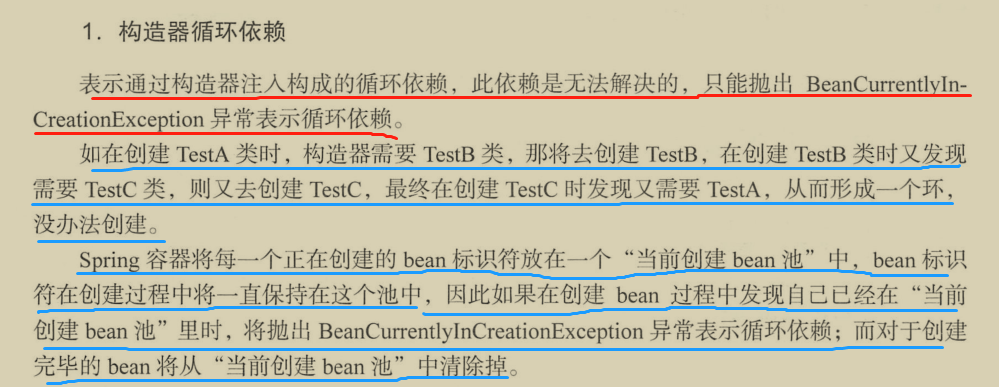 1．构造器循环依赖
表示通过构造器注入构成的循环依赖，此依赖是无法解决的，只能抛出 BeanCurrentlyIn-
CreationException 异常表示循环依赖。
如在创建 TestA 类时，构造器需要 TestB 类，那将去创建 TestB，在创建 TestB 类时又发现
需要 TestC 类，则又去创建 TestC，最终在创建 TestC 时发现又需要 TestA，从而形成一个环，
没办法创建。
Spring 容器将每一个正在创建的 bean 标识符放在一个“当前创建 bean 池”中，bean 标识
符在创建过程中将一直保持在这个池中，因此如果在创建 bean 过程中发现自己已经在“当前
创建 bean 池”里时，将抛出 BeanCurrentlyInCreationException 异常表示循环依赖；而对于创建
完毕的 bean 将从“当前创建 bean 池”中清除掉。